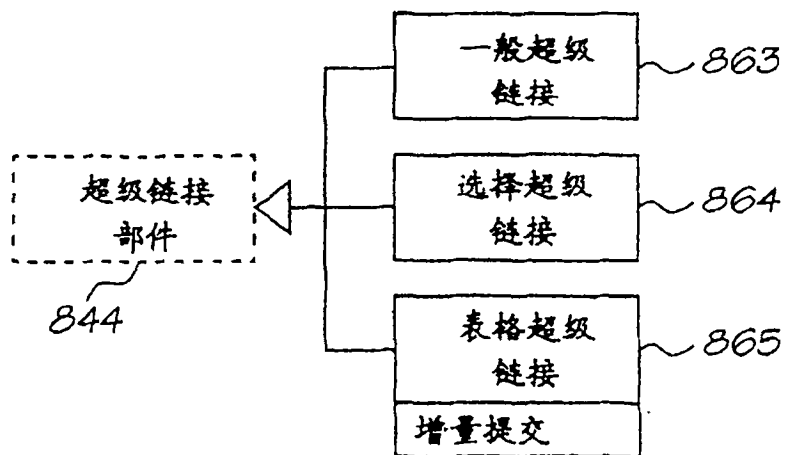 一般超级
链接
863
超级链接
部件
844
选择超级
链接
864
表格超级
链接
865
增量提交